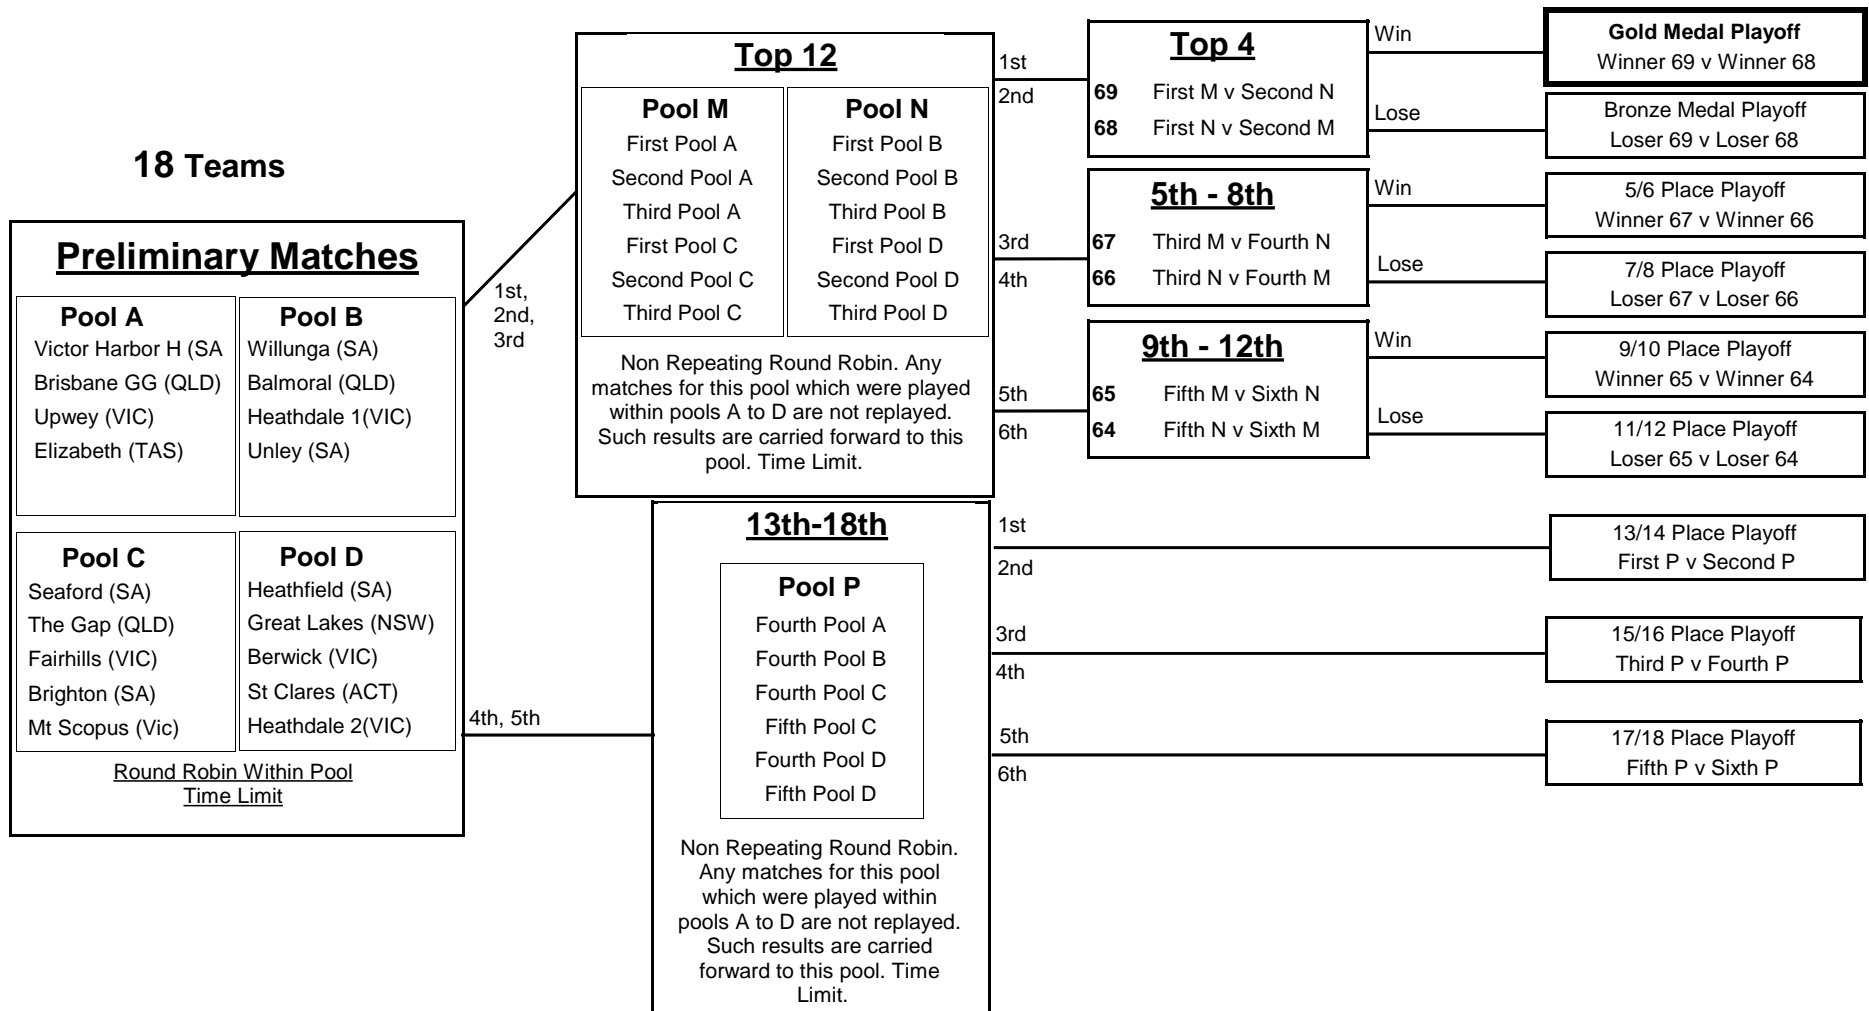 18 Teams
Preliminary Matches
Pool A
Victor Harbor H (SA
Brisbane GG (QLD)
Upwey (VIC)
Elizabeth (TAS)
Pool B
Willunga (SA)
Balmoral (QLD)
Heathdale 1(VIC)
Unley (SA)
Pool C
Seaford (SA)
The Gap (QLD)
Fairhills (VIC)
Brighton (SA)
Mt Scopus (Vic)
Pool D
Heathfield (SA)
Great Lakes (NSW)
Berwick (VIC)
St Clares (ACT)
Heathdale 2(VIC)
Round Robin Within Pool
Time Limit
1st,
2nd,
3rd
4th, 5th
Top 12
Pool M
First Pool A
Second Pool A
Third Pool A
First Pool C
Second Pool C
Third Pool C
Pool N
First Pool B
Second Pool B
Third Pool B
First Pool D
Second Pool D
Third Pool D
Non Repeating Round Robin. Any
matches for this pool which were played
within pools A to D are not replayed.
Such results are carried forward to this
pool. Time Limit.
13th-18th
Pool P
Fourth Pool A
Fourth Pool B
Fourth Pool C
Fifth Pool C
Fourth Pool D
Fifth Pool D
Non Repeating Round Robin.
Any matches for this pool
which were played within
pools A to D are not replayed.
Such results are carried
forward to this pool. Time
Limit.
1st
2nd
3rd
4th
5th
6th
1st
2nd
3rd
4th
5th
6th
Top 4
69 First M v Second N
68 First N v Second M
5th - 8th
67 Third M v Fourth N
66 Third N v Fourth M
9th - 12th
65 Fifth M v Sixth N
64 Fifth N v Sixth M
Win
Lose
Win
Lose
Win
Lose
Gold Medal Playoff
Winner 69 v Winner 68
Bronze Medal Playoff
Loser 69 v Loser 68
5/6 Place Playoff
Winner 67 v Winner 66
7/8 Place Playoff
Loser 67 v Loser 66
9/10 Place Playoff
Winner 65 v Winner 64
11/12 Place Playoff
Loser 65 v Loser 64
13/14 Place Playoff
First P v Second P
15/16 Place Playoff
Third P v Fourth P
17/18 Place Playoff
Fifth P v Sixth P